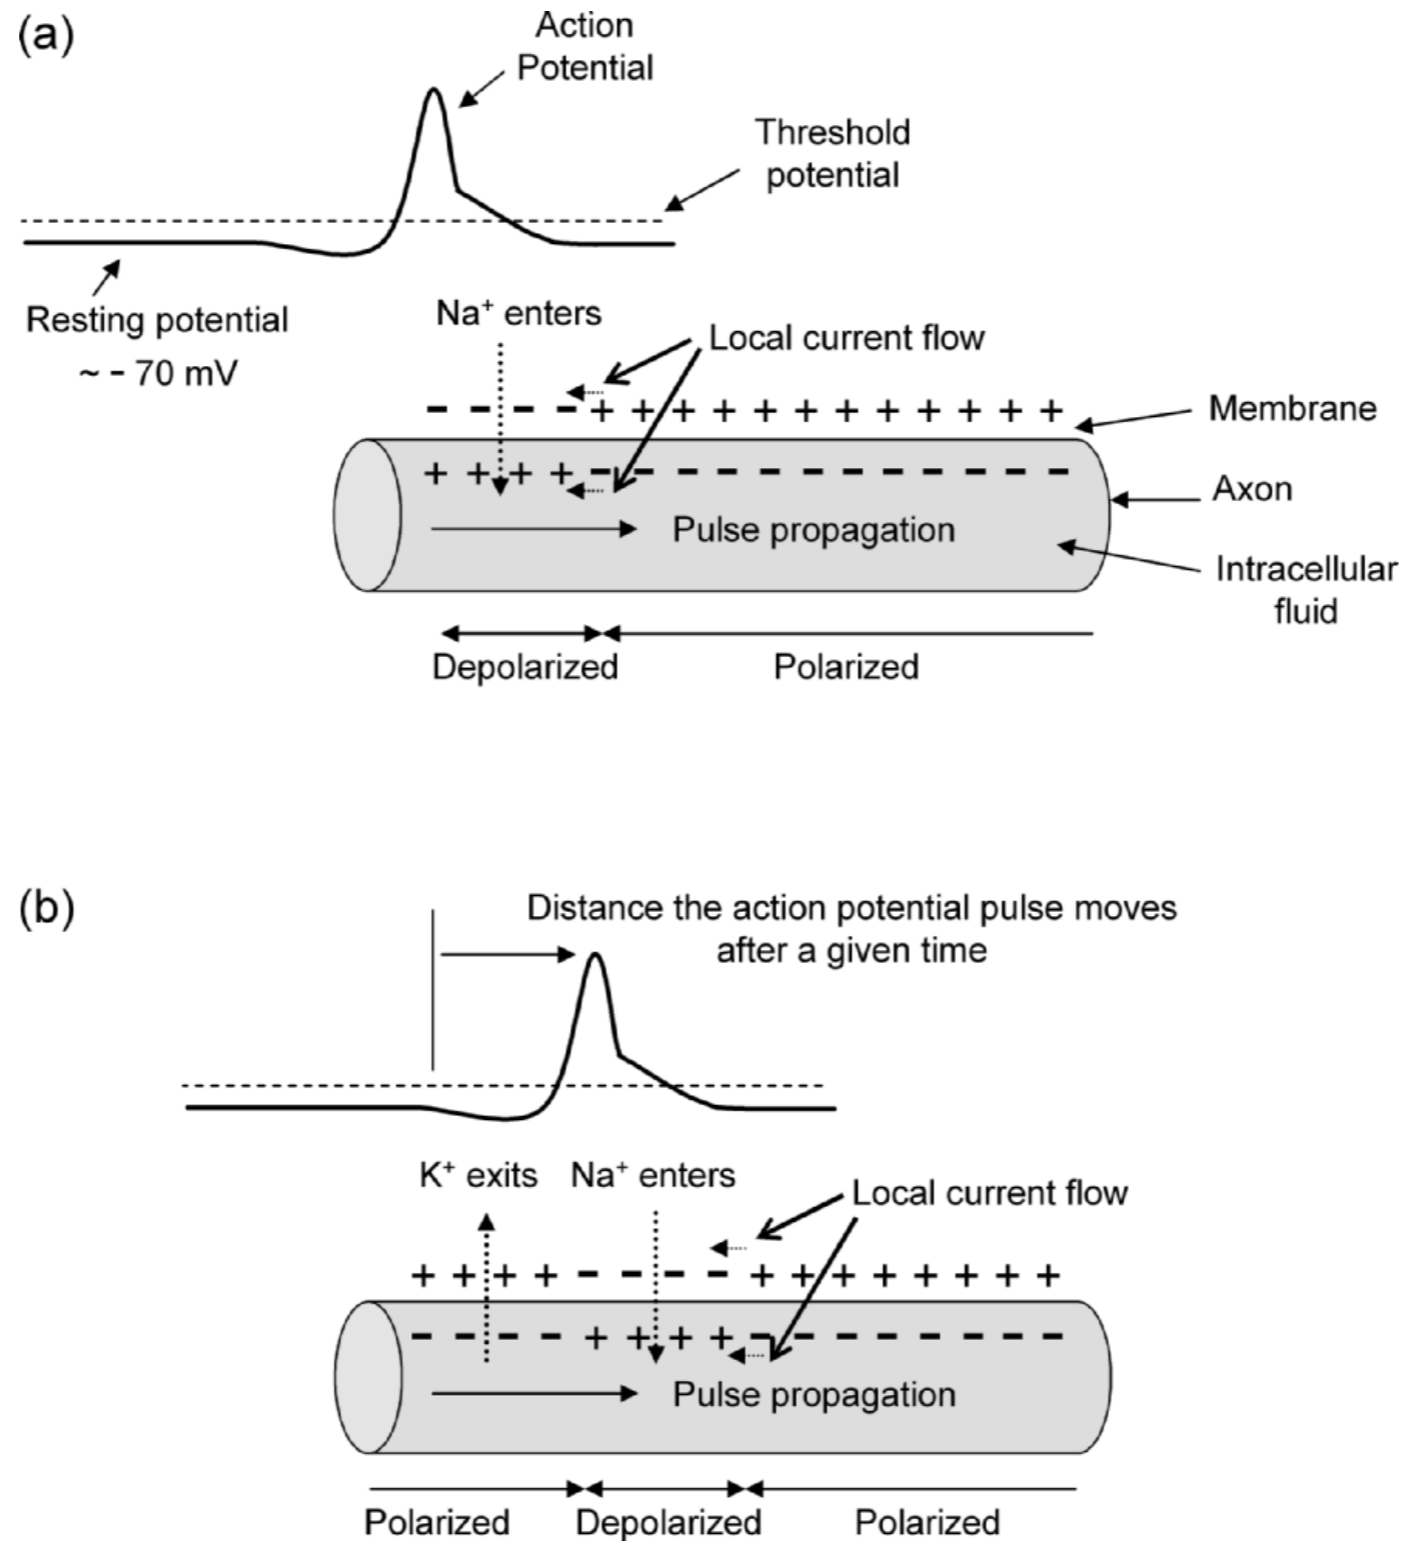 (a)
Action
Potential
Threshold
potential
Resting potential
~ - 70 mV
Na⁺ enters
Local current flow
- - - - + + + + + + + + + + + +
Membrane
+ + + + - - - - - - - - - - - -
Axon
Pulse propagation
Intracellular
fluid
Depolarized
Polarized
(b)
Distance the action potential pulse moves
after a given time
K⁺ exits
Na⁺ enters
Local current flow
+ + + + - - - - + + + + + + + +
- - - - + + + + - - - - - - - -
Pulse propagation
Polarized
Depolarized
Polarized